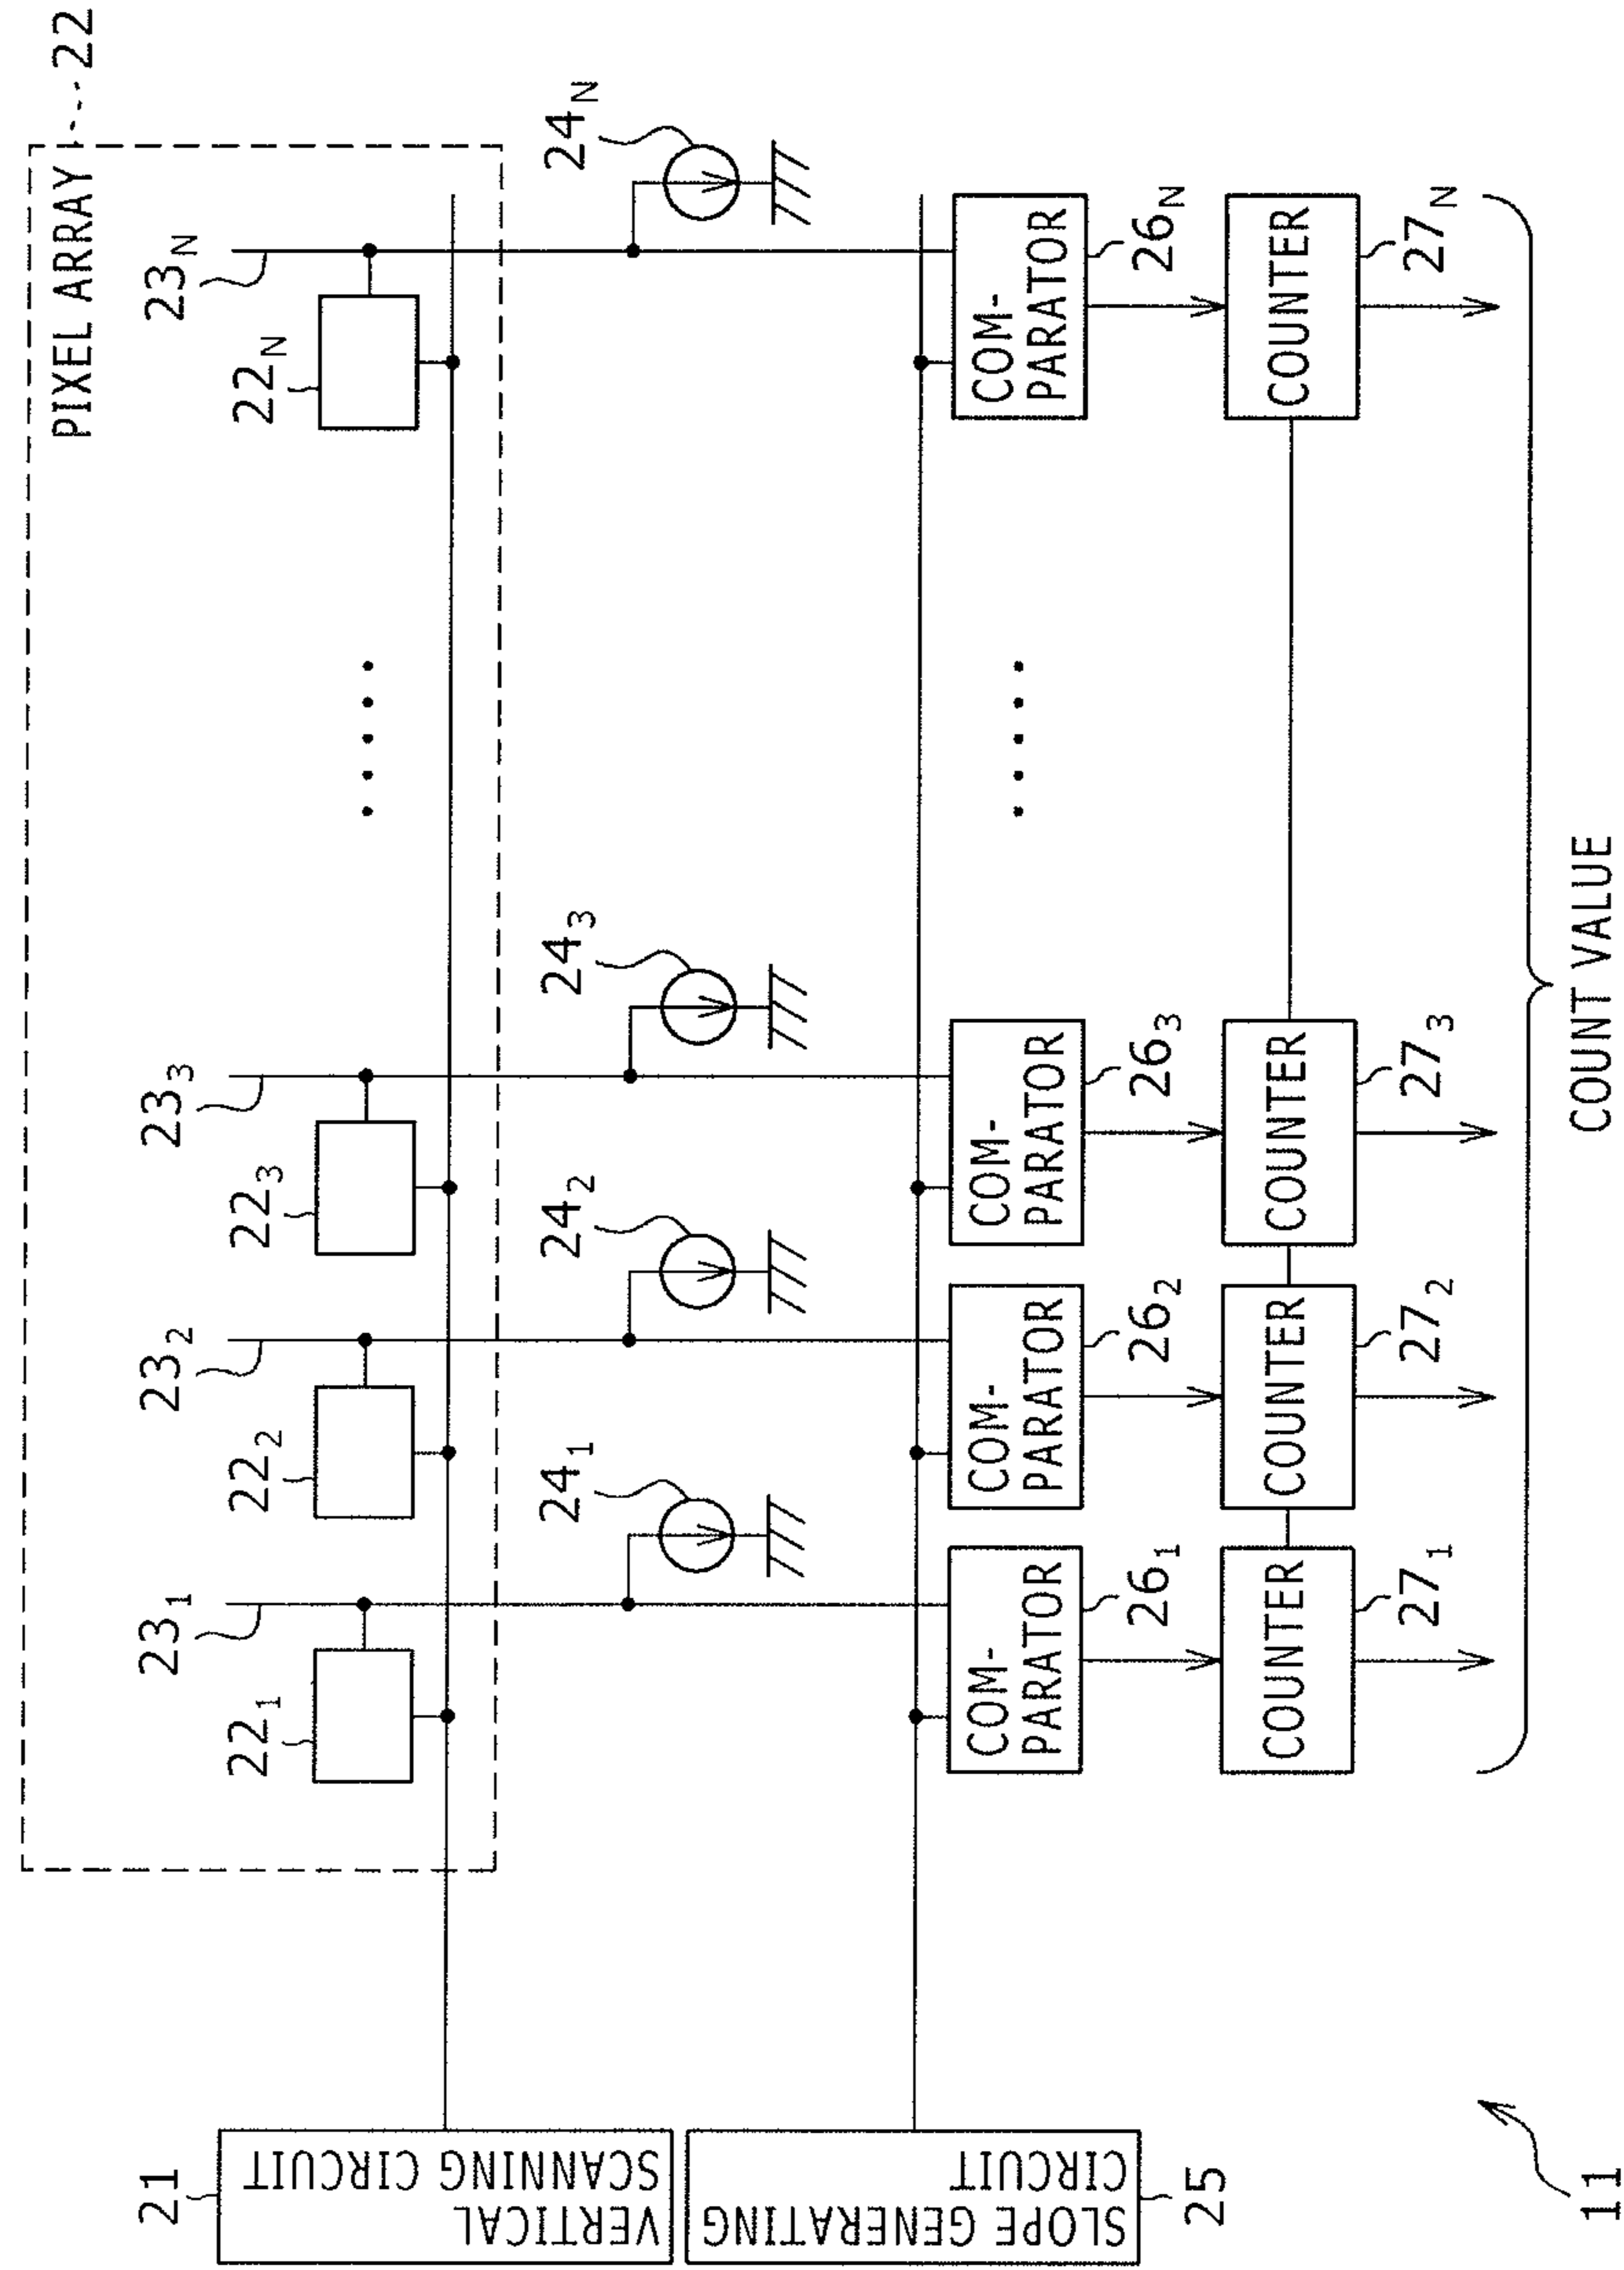 PIXEL ARRAY
22
23₁
23₂
23₃
23N
22₁
22₂
22₃
22N
24₁
24₂
24₃
24N
21
VERTICAL
SCANNING CIRCUIT
SLOPE GENERATING
CIRCUIT
25
COM-
PARATOR
COM-
PARATOR
COM-
PARATOR
COM-
PARATOR
26₁
26₂
26₃
26N
COUNTER
COUNTER
COUNTER
COUNTER
27₁
27₂
27₃
27N
COUNT VALUE
11